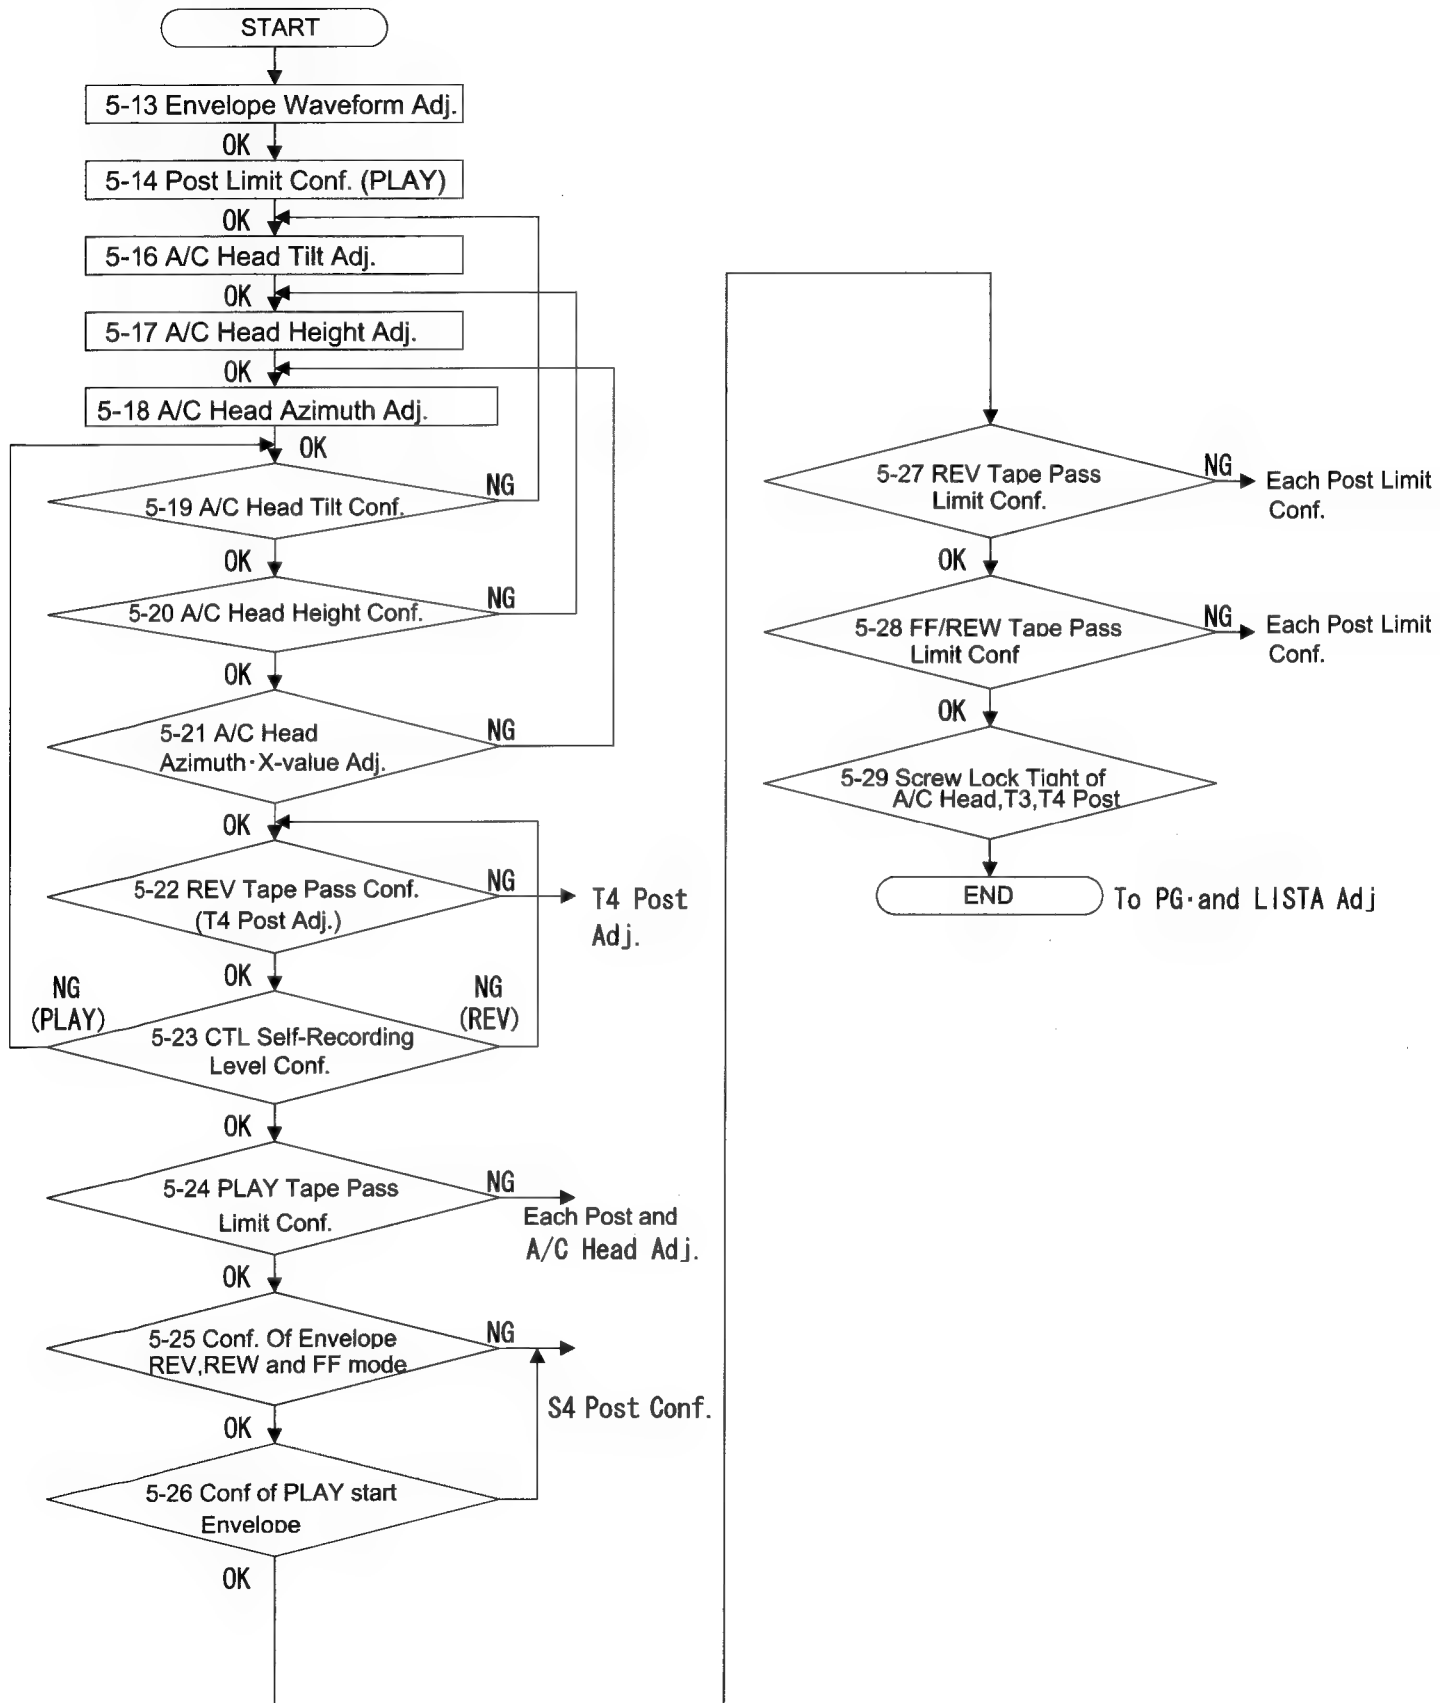 START
5-13 Envelope Waveform Adj.
OK
5-14 Post Limit Conf. (PLAY)
OK
5-16 A/C Head Tilt Adj.
OK
5-17 A/C Head Height Adj.
OK
5-18 A/C Head Azimuth Adj.
OK
5-19 A/C Head Tilt Conf.
NG
OK
5-20 A/C Head Height Conf.
NG
OK
5-21 A/C Head
Azimuth·X-value Adj.
NG
OK
5-22 REV Tape Pass Conf.
(T4 Post Adj.)
NG
T4 Post
Adj.
OK
NG
(PLAY)
NG
(REV)
5-23 CTL Self-Recording
Level Conf.
OK
5-24 PLAY Tape Pass
Limit Conf.
NG
Each Post and
A/C Head Adj.
OK
5-25 Conf. Of Envelope
REV,REW and FF mode
NG
S4 Post Conf.
OK
5-26 Conf of PLAY start
Envelope
OK
5-27 REV Tape Pass
Limit Conf.
NG
Each Post Limit
Conf.
OK
5-28 FF/REW Tape Pass
Limit Conf
NG
Each Post Limit
Conf.
OK
5-29 Screw Lock Tight of
A/C Head,T3,T4 Post
END
To PG·and LISTA Adj